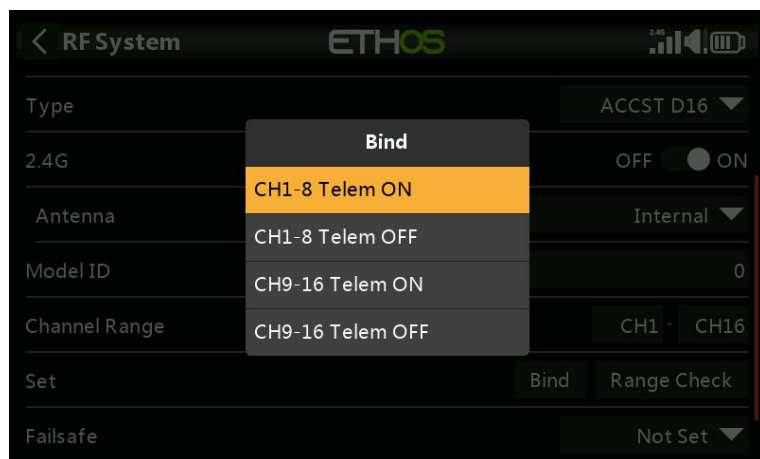 RF System ETHOS 2.4G
Type ACCST D16
Bind
2.4G OFF ON
CH1-8 Telem ON
Antenna Internal
CH1-8 Telem OFF
Model ID 0
CH9-16 Telem ON
Channel Range CH1 - CH16
CH9-16 Telem OFF
Set Bind Range Check
Failsafe Not Set